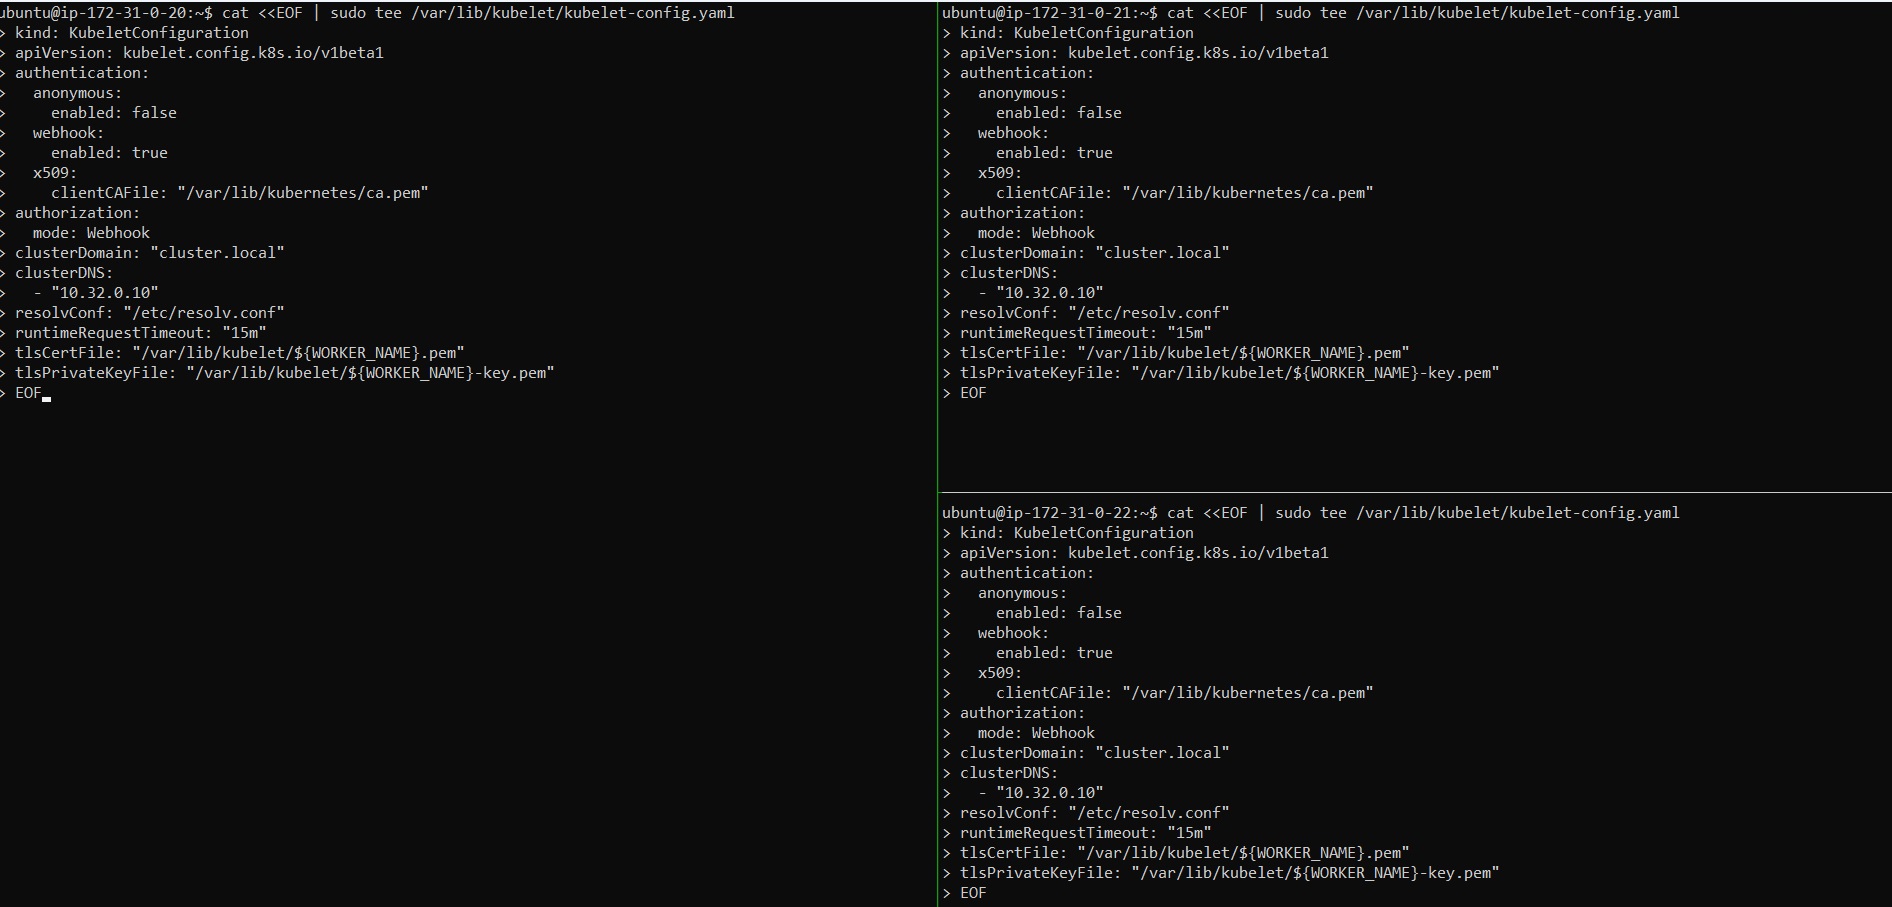 ubuntu@ip-172-31-0-20:~$ cat <<EOF | sudo tee /var/lib/kubelet/kubelet-config.yaml
> kind: KubeletConfiguration
> apiVersion: kubelet.config.k8s.io/v1beta1
> authentication:
>   anonymous:
>     enabled: false
>   webhook:
>     enabled: true
>   x509:
>     clientCAFile: "/var/lib/kubernetes/ca.pem"
> authorization:
>   mode: Webhook
> clusterDomain: "cluster.local"
> clusterDNS:
>   - "10.32.0.10"
> resolvConf: "/etc/resolv.conf"
> runtimeRequestTimeout: "15m"
> tlsCertFile: "/var/lib/kubelet/${WORKER_NAME}.pem"
> tlsPrivateKeyFile: "/var/lib/kubelet/${WORKER_NAME}-key.pem"
> EOF
ubuntu@ip-172-31-0-21:~$ cat <<EOF | sudo tee /var/lib/kubelet/kubelet-config.yaml
> kind: KubeletConfiguration
> apiVersion: kubelet.config.k8s.io/v1beta1
> authentication:
>   anonymous:
>     enabled: false
>   webhook:
>     enabled: true
>   x509:
>     clientCAFile: "/var/lib/kubernetes/ca.pem"
> authorization:
>   mode: Webhook
> clusterDomain: "cluster.local"
> clusterDNS:
>   - "10.32.0.10"
> resolvConf: "/etc/resolv.conf"
> runtimeRequestTimeout: "15m"
> tlsCertFile: "/var/lib/kubelet/${WORKER_NAME}.pem"
> tlsPrivateKeyFile: "/var/lib/kubelet/${WORKER_NAME}-key.pem"
> EOF
ubuntu@ip-172-31-0-22:~$ cat <<EOF | sudo tee /var/lib/kubelet/kubelet-config.yaml
> kind: KubeletConfiguration
> apiVersion: kubelet.config.k8s.io/v1beta1
> authentication:
>   anonymous:
>     enabled: false
>   webhook:
>     enabled: true
>   x509:
>     clientCAFile: "/var/lib/kubernetes/ca.pem"
> authorization:
>   mode: Webhook
> clusterDomain: "cluster.local"
> clusterDNS:
>   - "10.32.0.10"
> resolvConf: "/etc/resolv.conf"
> runtimeRequestTimeout: "15m"
> tlsCertFile: "/var/lib/kubelet/${WORKER_NAME}.pem"
> tlsPrivateKeyFile: "/var/lib/kubelet/${WORKER_NAME}-key.pem"
> EOF